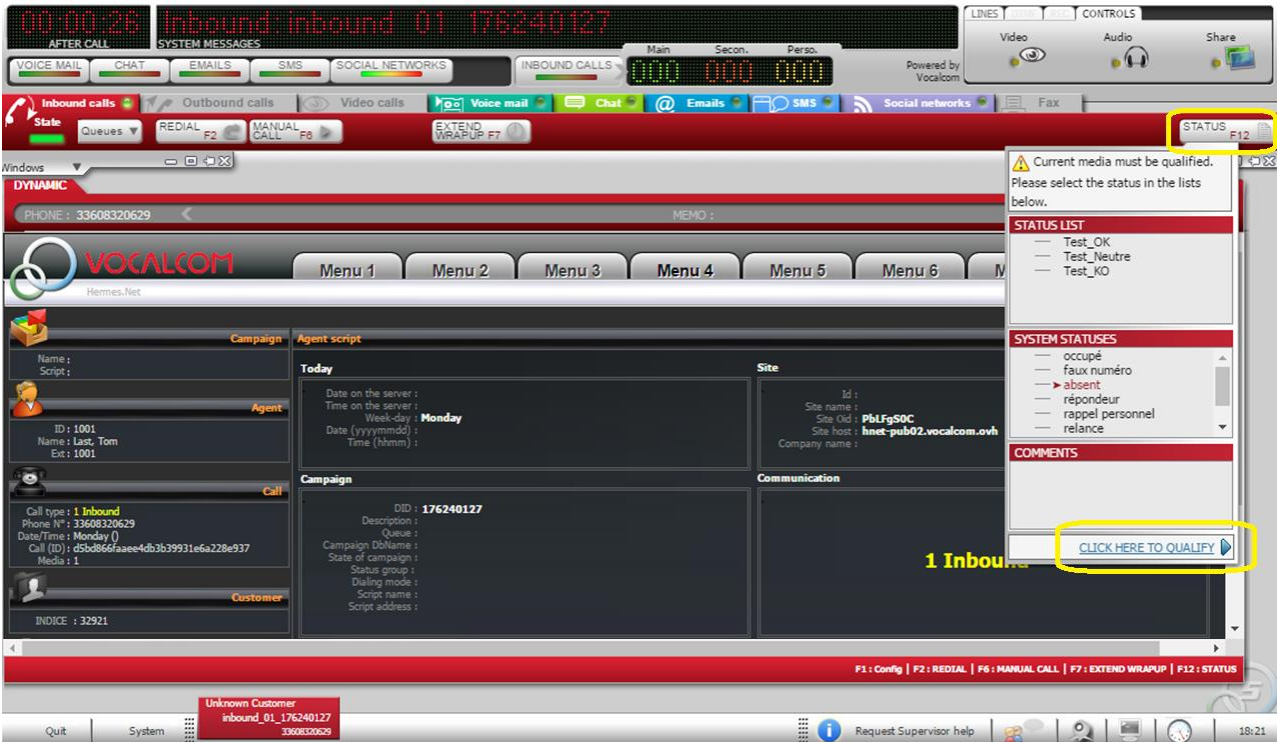 00:00:26
AFTER CALL
Inbound:inbound 01 176240127
SYSTEM MESSAGES
LINES
REC
CONTROLS
Video
Audio
Share
VOICE MAIL
CHAT
EMAILS
SMS
SOCIAL NETWORKS
INBOUND CALLS
Main
Secon.
Perso.
000
000
000
Powered by
Vocalcom
Inbound calls
Outbound calls
Video calls
Voice mail
Chat
Emails
SMS
Social networks
Fax
State
Queues
REDIAL F2
MANUAL
CALL F6
EXTEND
WRAPUP F7
STATUS F12
Windows
DYNAMIC
PHONE : 33608320629
MEMO :
VOCALCOM
Hermes.Net
Menu 1
Menu 2
Menu 3
Menu 4
Menu 5
Menu 6
M
Current media must be qualified.
Please select the status in the lists
below.
STATUS LIST
Test_OK
Test_Neutre
Test_KO
SYSTEM STATUSES
occupé
faux numéro
absent
répondeur
rappel personnel
relance
COMMENTS
CLICK HERE TO QUALIFY
Campaign
Name :
Script :
Agent
ID : 1001
Name : Last, Tom
Ext : 1001
Call
Call type : 1 Inbound
Phone N° : 33608320629
Date/Time : Monday ()
Call (ID) : d5bd866faaee4db3b39931e6a228e937
Media : 1
Customer
INDICE : 32921
Agent script
Today
Date on the server :
Time on the server :
Week-day : Monday
Date (yyyymmdd) :
Time (hhmm) :
Site
Id :
Site name :
Site Oid : PbLFgS0C
Site host : hnet-pub02.vocalcom.ovh
Company name :
Campaign
DID : 176240127
Description :
Queue :
Campaign DbName :
State of campaign :
Status group :
Dialing mode :
Script name :
Script address :
Communication
1 Inbound
F1 : Config | F2 : REDIAL | F6 : MANUAL CALL | F7 : EXTEND WRAPUP | F12 : STATUS
Quit
System
Unknown Customer
inbound_01_176240127
33608320629
Request Supervisor help
18:21